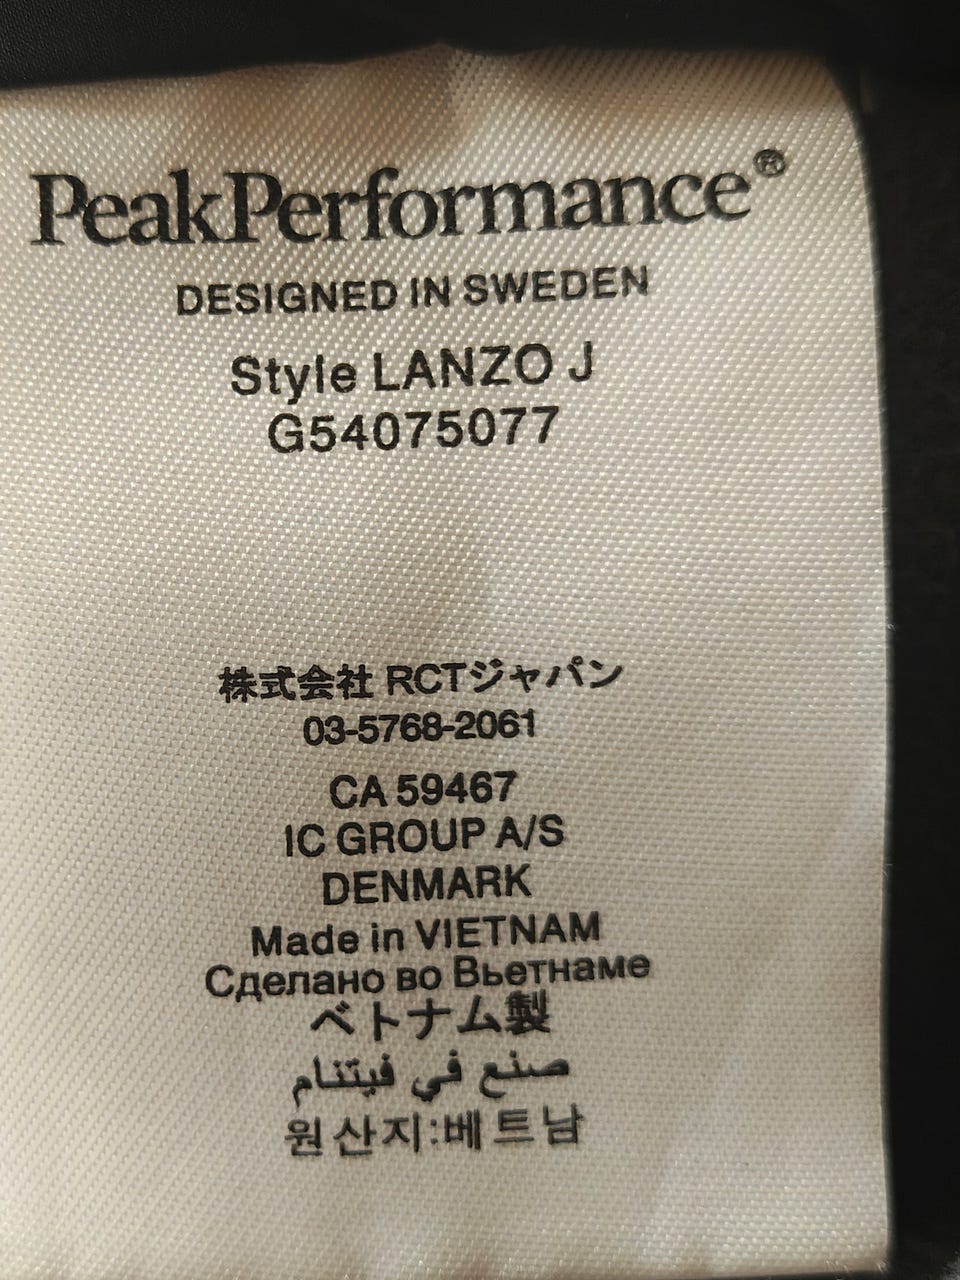 PeakPerformance®
DESIGNED IN SWEDEN
Style LANZO J
G54075077
株式会社 RCTジャパン
03-5768-2061
CA 59467
IC GROUP A/S
DENMARK
Made in VIETNAM
Сделано во Вьетнаме
ベトナム製
صنع في فيتنام
원산지:베트남